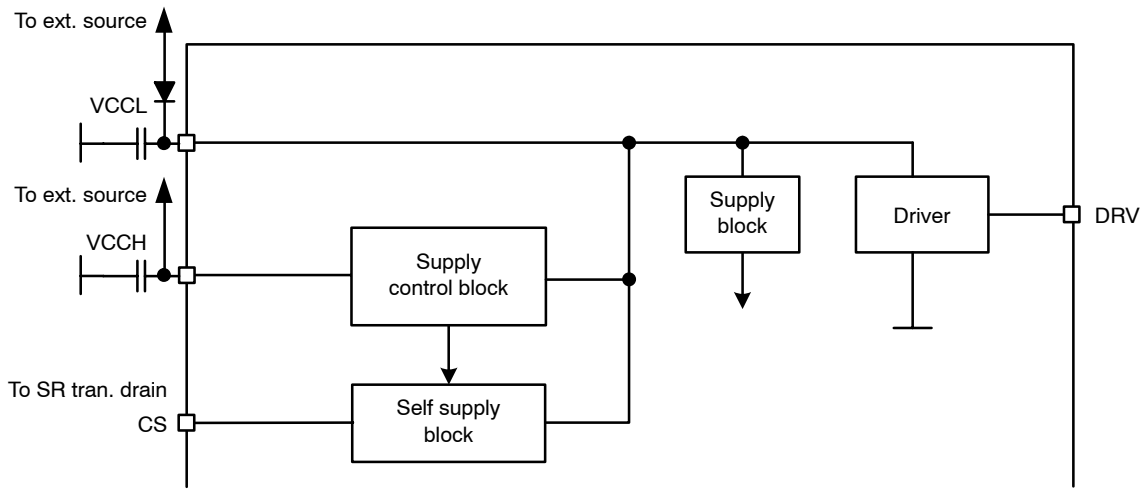 To ext. source
VCCL
To ext. source
VCCH
Supply
control block
Supply
block
Driver
DRV
To SR tran. drain
CS
Self supply
block